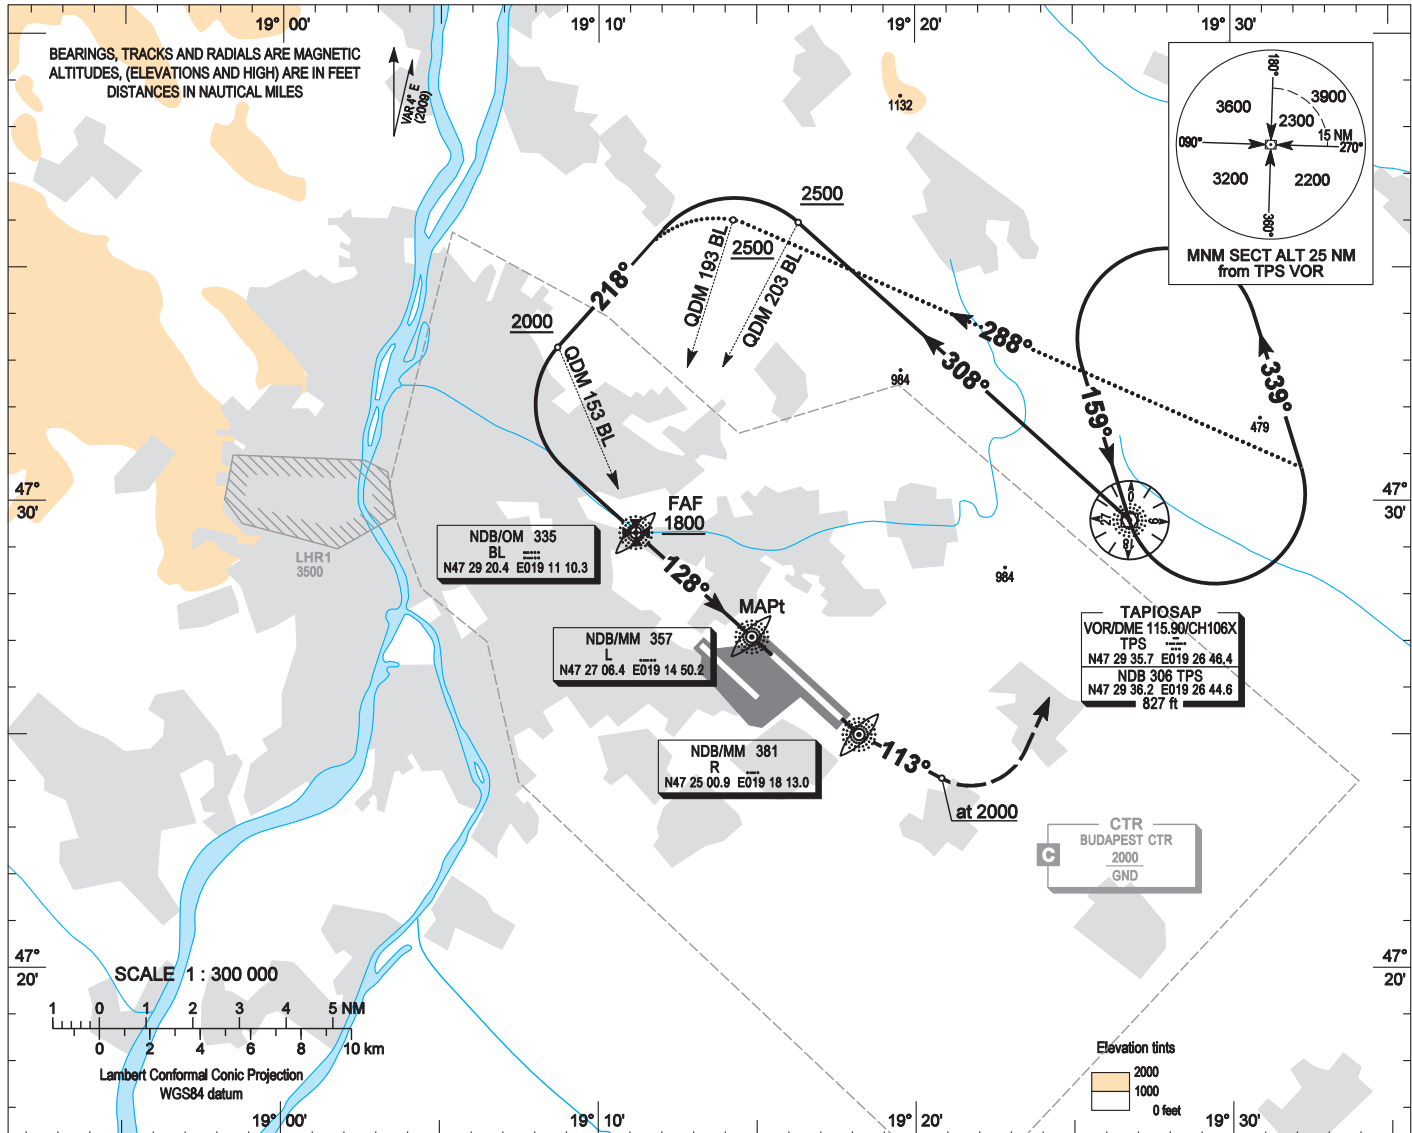 19° 00'
19° 10'
19° 20'
19° 30'
BEARINGS, TRACKS AND RADIALS ARE MAGNETIC
ALTITUDES, (ELEVATIONS AND HIGH) ARE IN FEET
DISTANCES IN NAUTICAL MILES
VAR 4° E
(2009)
1132
180°
3600
3900
2300
15 NM
090°
270°
3200
2200
360°
MNM SECT ALT 25 NM
from TPS VOR
2500
2500
QDM 193 BL
QDM 203 BL
218°
2000
QDM 153 BL
288°
308°
984
159°
339°
479
47°
30'
47°
30'
LHR1
3500
FAF
1800
NDB/OM 335
BL
N47 29 20.4 E019 11 10.3
128°
984
0
9
18
27
MAPt
NDB/MM 357
L
N47 27 06.4 E019 14 50.2
TAPIOSAP
VOR/DME 115.90/CH106X
TPS
N47 29 35.7 E019 26 46.4
NDB 306 TPS
N47 29 36.2 E019 26 44.6
827 ft
NDB/MM 381
R
N47 25 00.9 E019 18 13.0
113°
at 2000
CTR
BUDAPEST CTR
C
2000
GND
47°
20'
47°
20'
SCALE 1 : 300 000
1 0 1 2 3 4 5 NM
0 2 4 6 8 10 km
Lambert Conformal Conic Projection
WGS84 datum
Elevation tints
2000
1000
0 feet
19° 00'
19° 10'
19° 20'
19° 30'